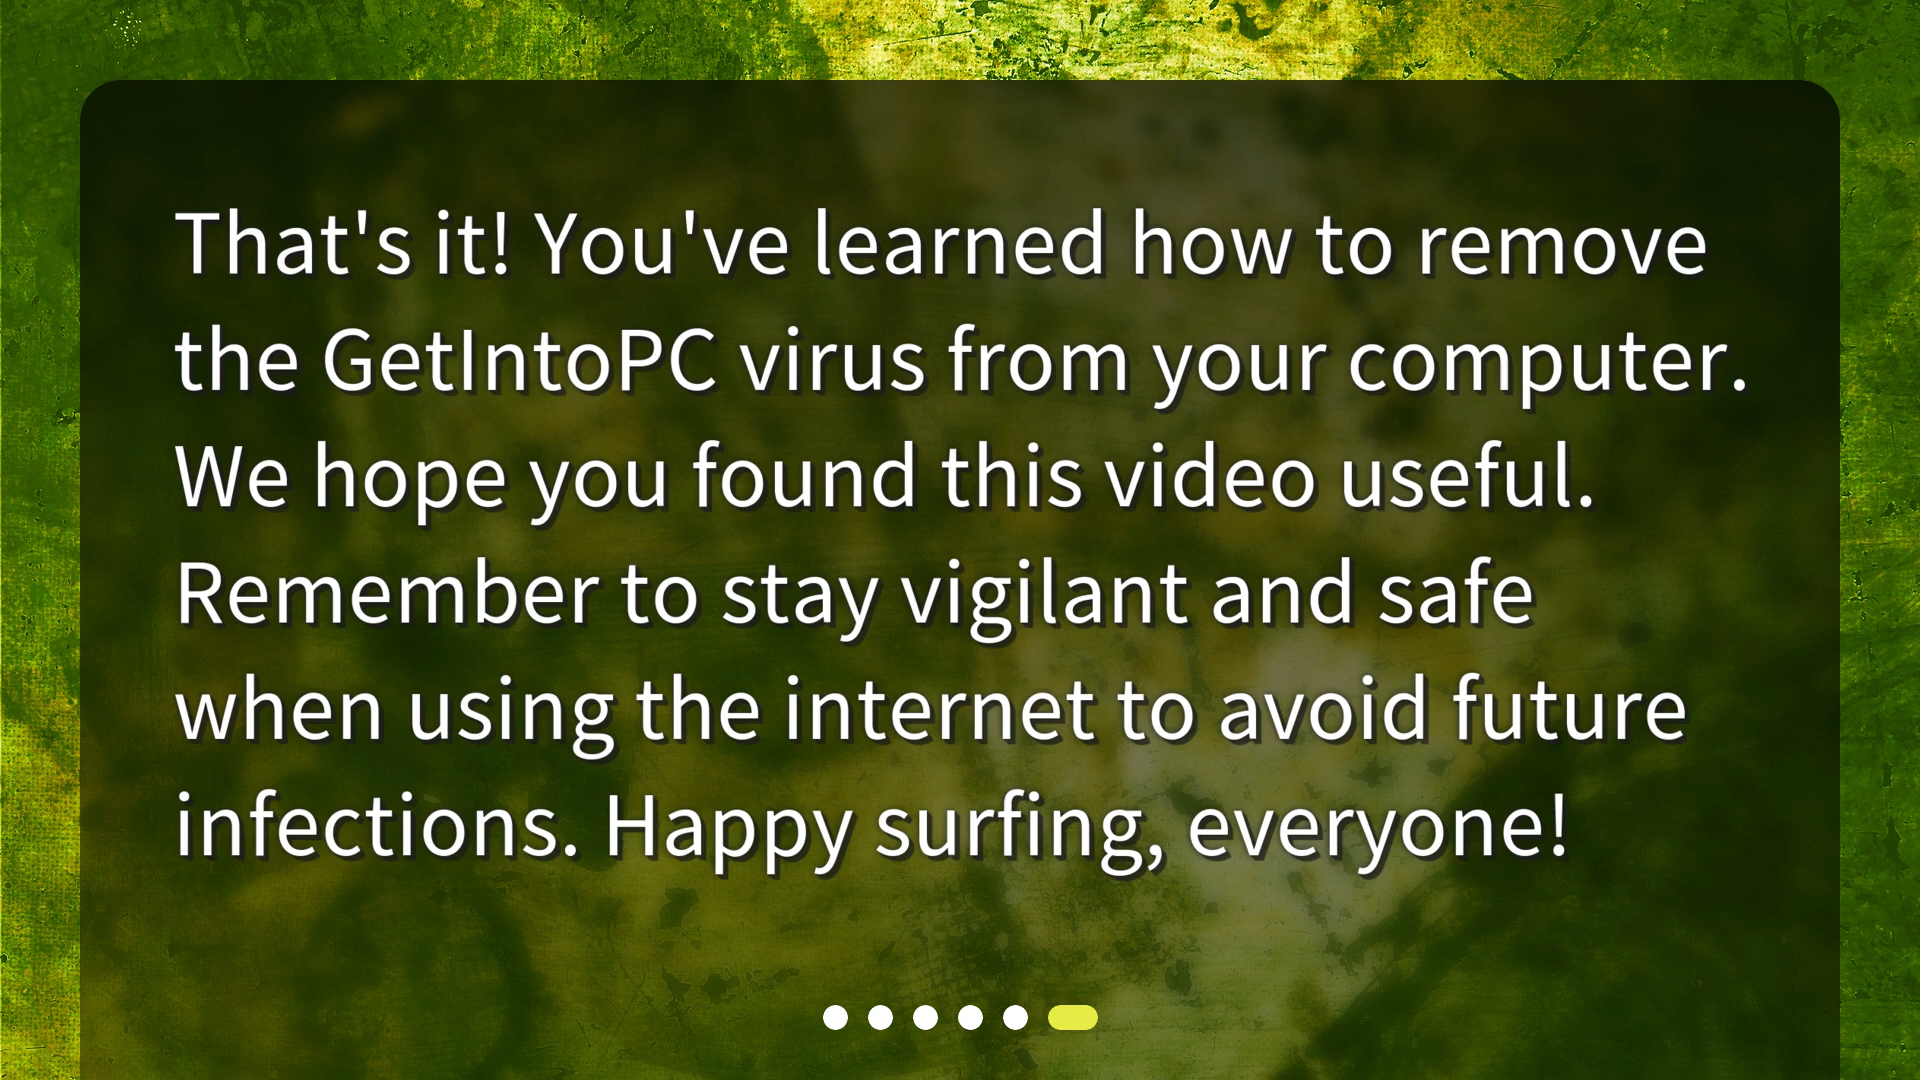 That's it! You've learned how to remove
the GetIntoPC virus from your computer.
We hope you found this video useful.
Remember to stay vigilant and safe
when using the internet to avoid future
infections. Happy surfing, everyone!